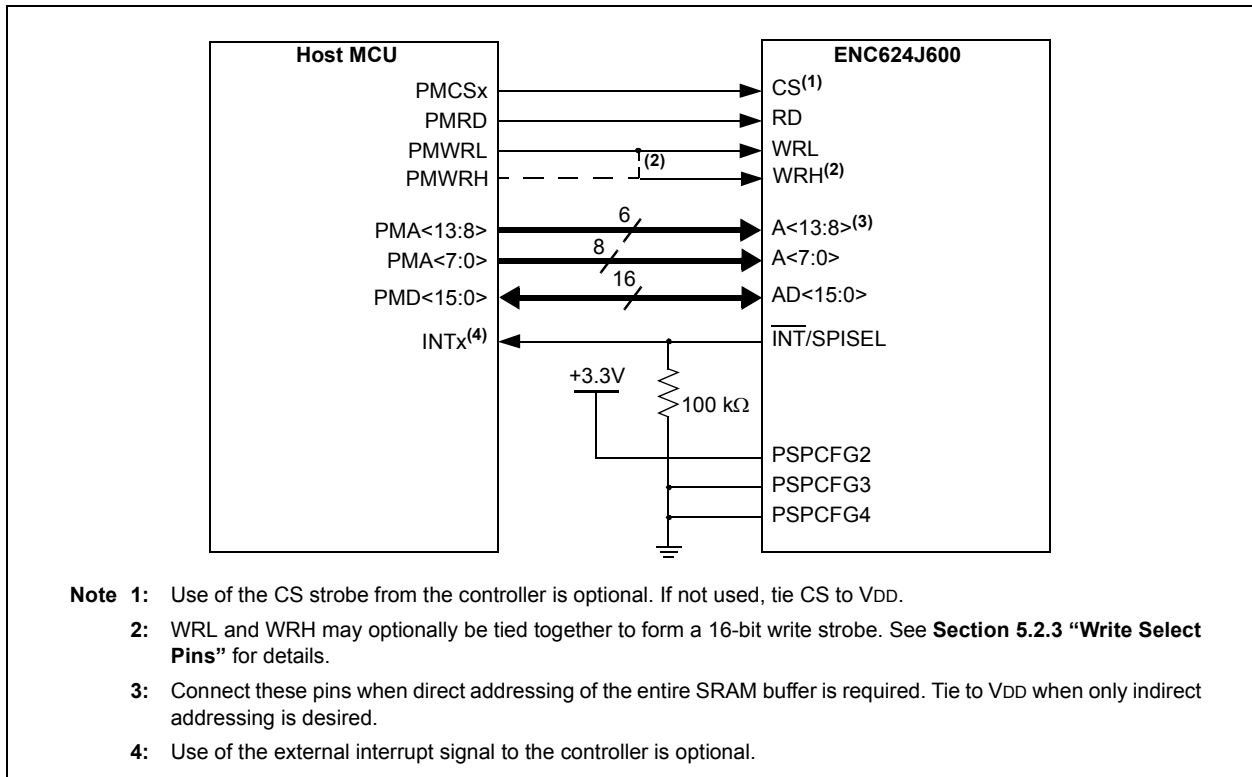 Host MCU
ENC624J600
PMCSx
CS(1)
PMRD
RD
PMWRL
WRL
(2)
PMWRH
WRH(2)
6
PMA<13:8>
A<13:8>(3)
8
PMA<7:0>
A<7:0>
16
PMD<15:0>
AD<15:0>
INTx(4)
INT/SPISEL
+3.3V
100 kΩ
PSPCFG2
PSPCFG3
PSPCFG4
Note 1: Use of the CS strobe from the controller is optional. If not used, tie CS to VDD.
2: WRL and WRH may optionally be tied together to form a 16-bit write strobe. See Section 5.2.3 “Write Select
Pins” for details.
3: Connect these pins when direct addressing of the entire SRAM buffer is required. Tie to VDD when only indirect
addressing is desired.
4: Use of the external interrupt signal to the controller is optional.